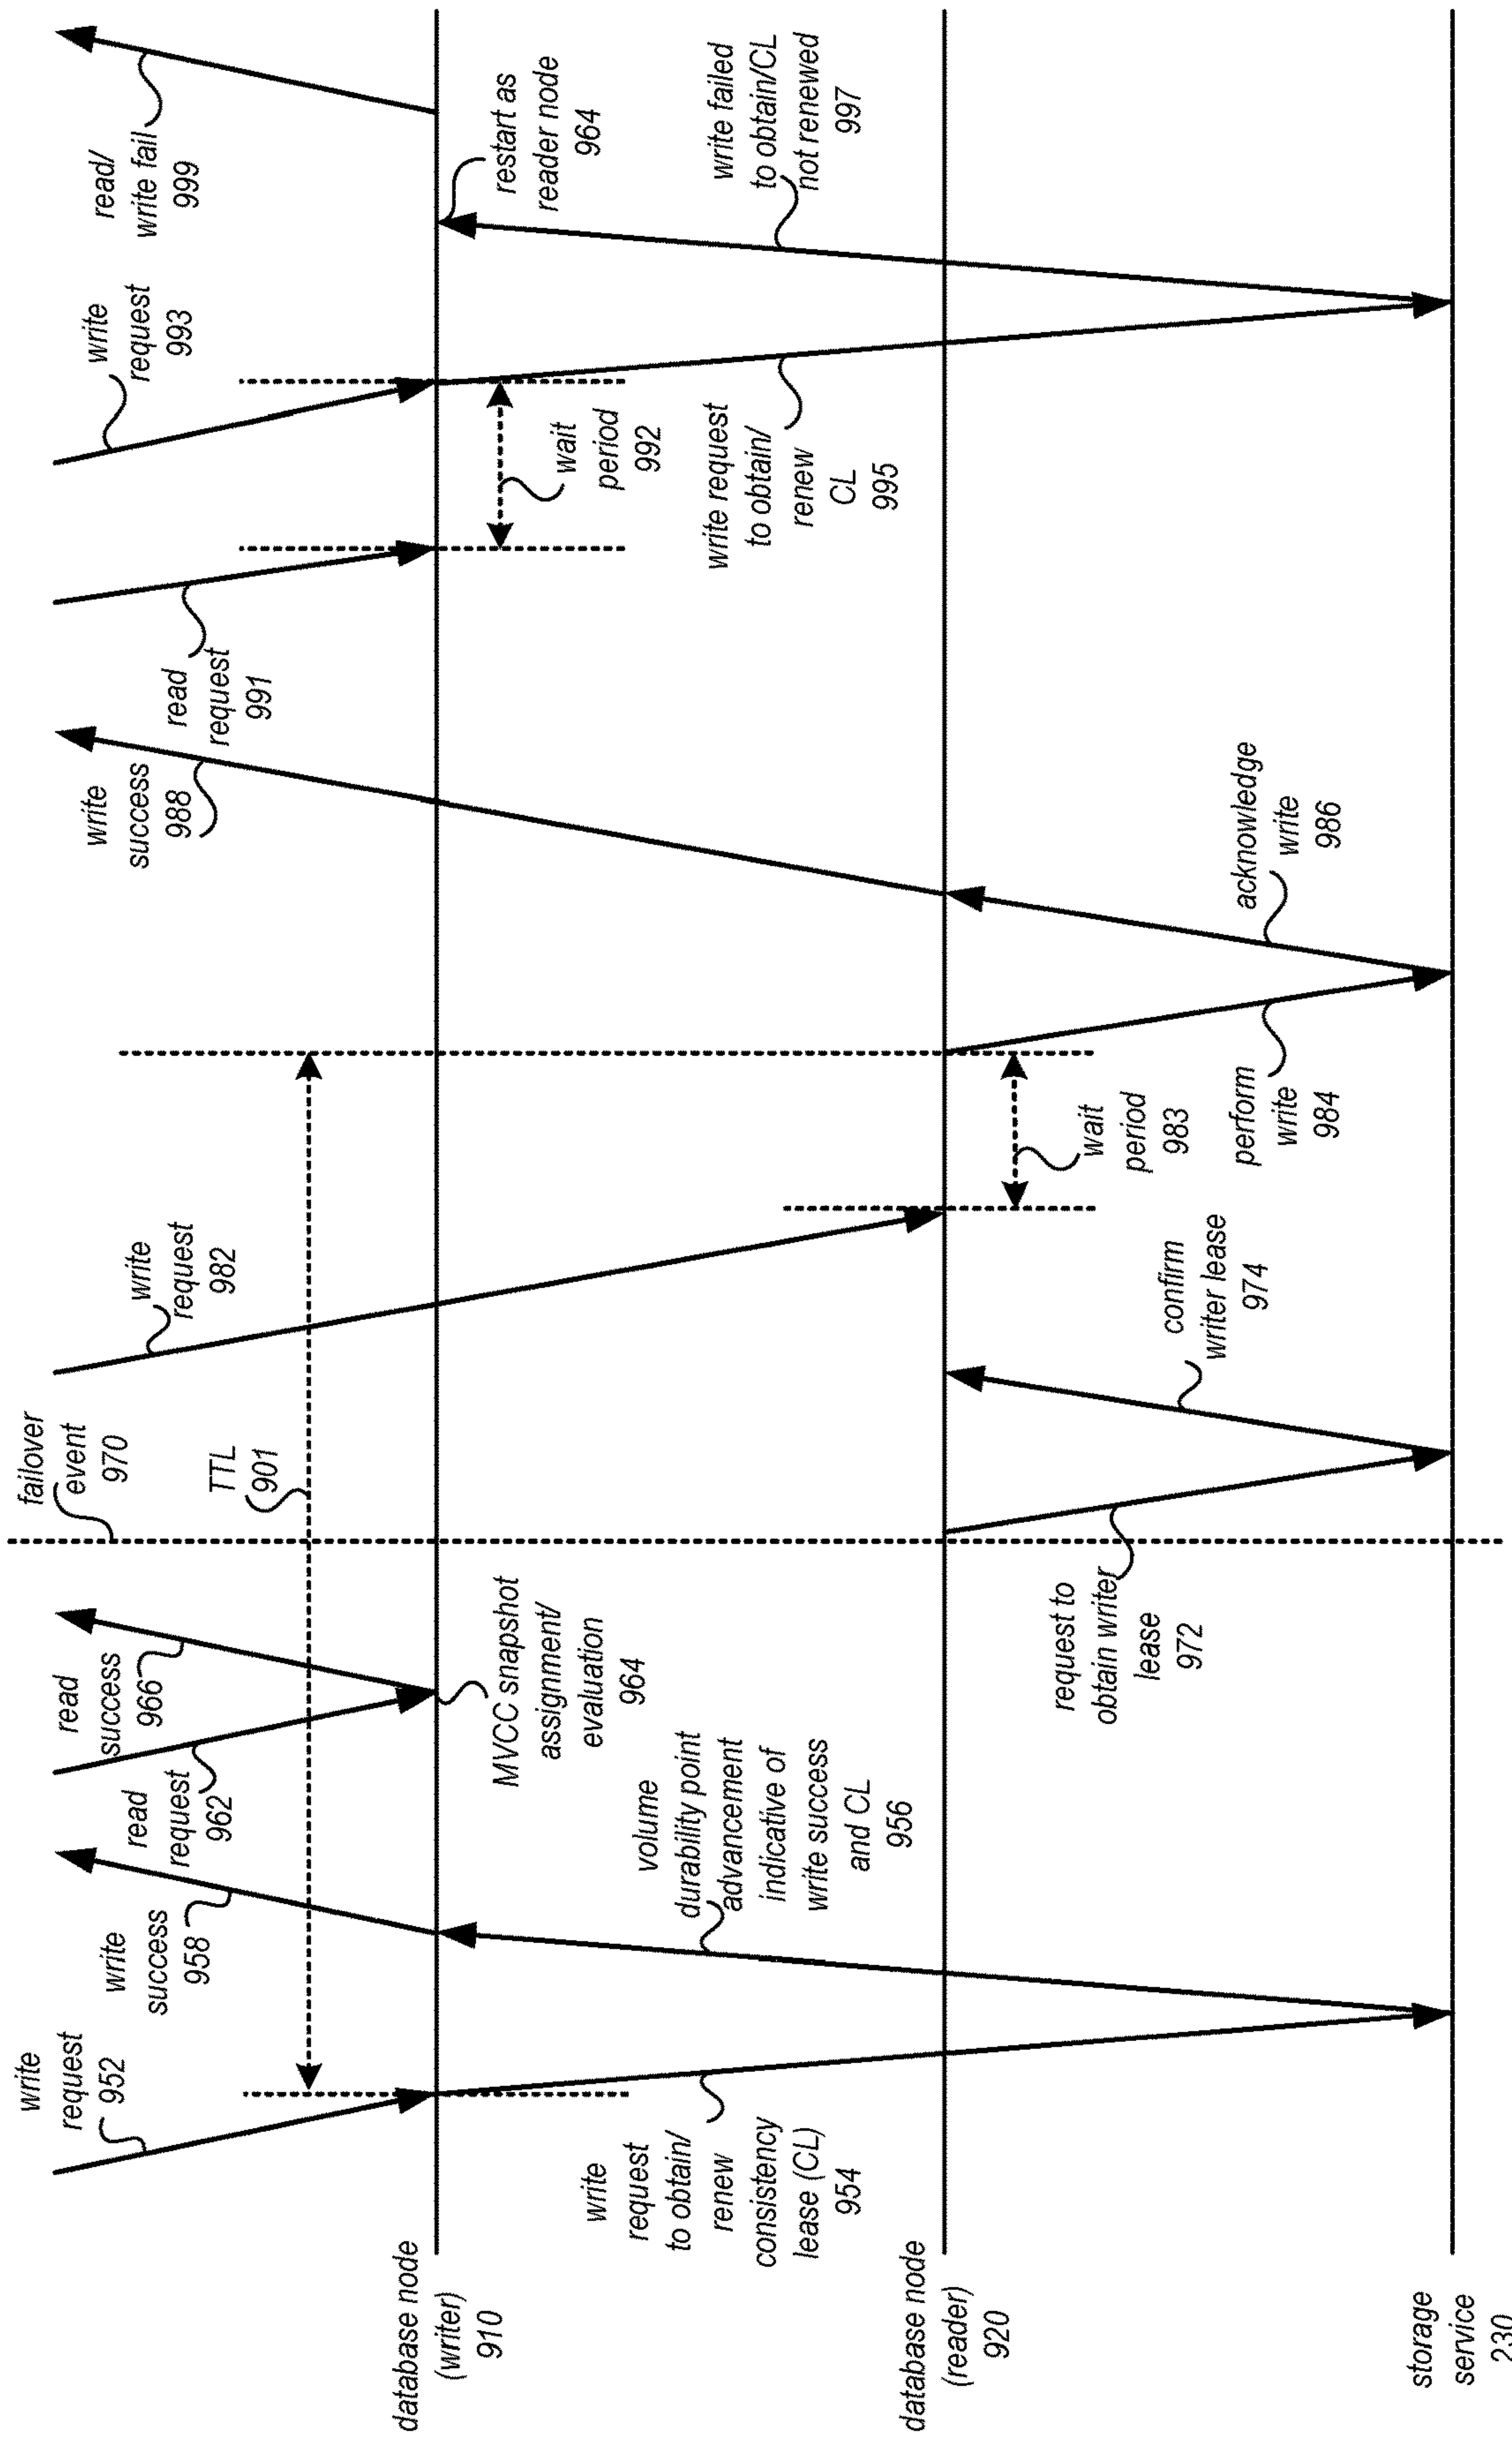 write
request
952
write
success
958
read
request
962
read
success
966
failover
event
970
TTL
901
write
request
982
write
success
988
read
request
991
write
request
993
read/
write fail
999
database node
(writer)
910
write
request
to obtain/
renew
consistency
lease (CL)
954
volume
durability point
advancement
indicative of
write success
and CL
956
MVCC snapshot
assignment/
evaluation
964
wait
period
992
write request
to obtain/
renew
CL
995
restart as
reader node
964
write failed
to obtain/CL
not renewed
997
database node
(reader)
920
request to
obtain writer
lease
972
confirm
writer lease
974
wait
period
983
perform
write
984
acknowledge
write
986
storage
service
230